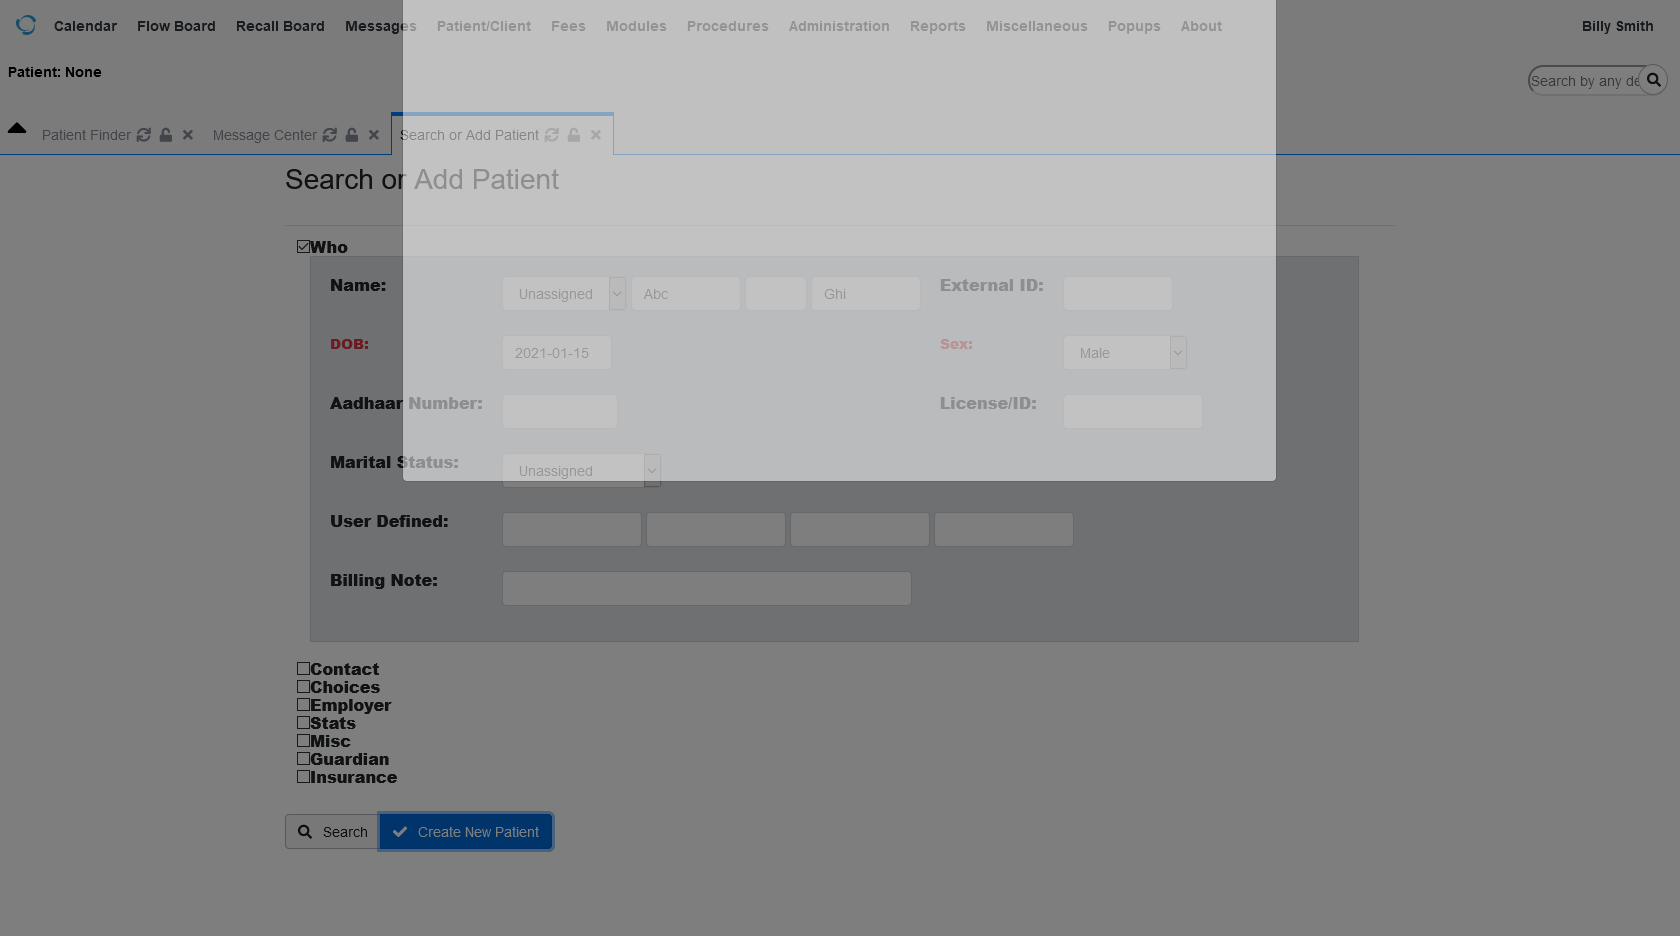 Calendar Flow Board Recall Board Messages Patient/Client Fees Modules Procedures Administration Reports Miscellaneous Popups About Billy Smith
Patient: None
Search by any de
Patient Finder Message Center Search or Add Patient
Search or Add Patient
Who
Name: Unassigned Abc Ghi External ID:
DOB: 2021-01-15 Sex: Male
Aadhaar Number: License/ID:
Marital Status: Unassigned
User Defined:
Billing Note:
Contact
Choices
Employer
Stats
Misc
Guardian
Insurance
Search Create New Patient